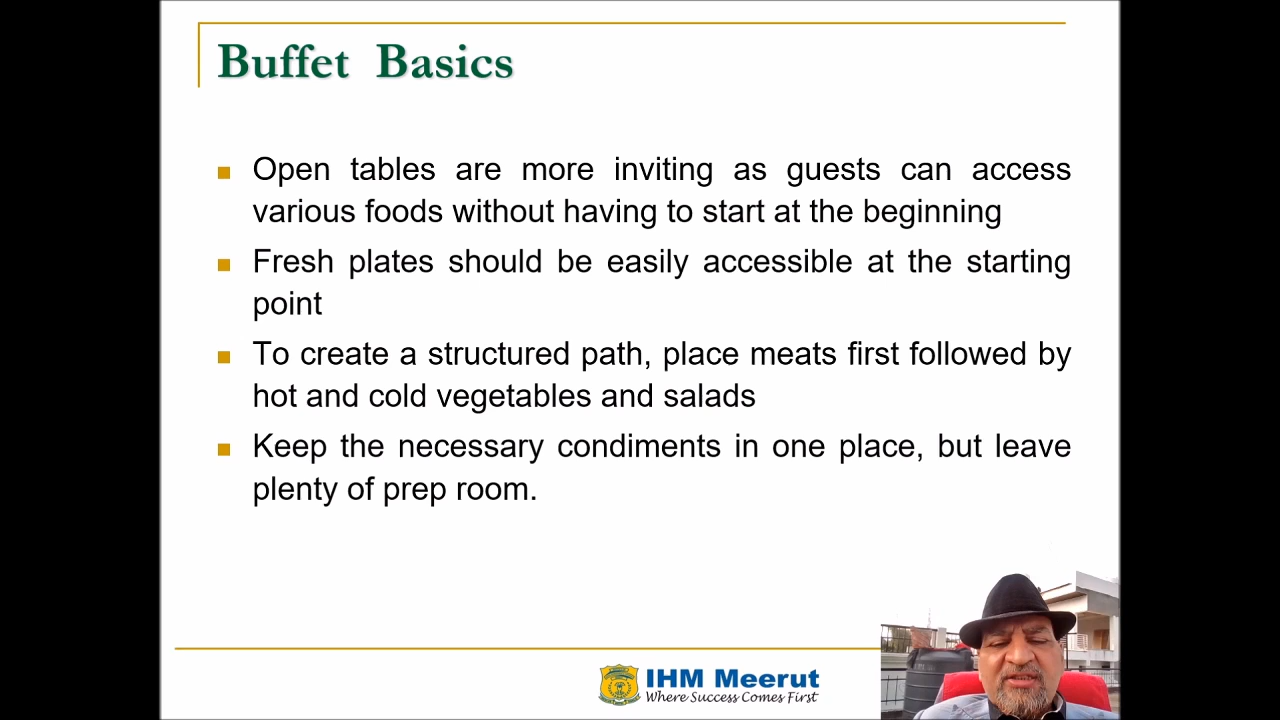 Buffet Basics
Open tables are more inviting as guests can access
various foods without having to start at the beginning
Fresh plates should be easily accessible at the starting
point
To create a structured path, place meats first followed by
hot and cold vegetables and salads
Keep the necessary condiments in one place, but leave
plenty of prep room.
IHM Meerut
Where Success Comes First